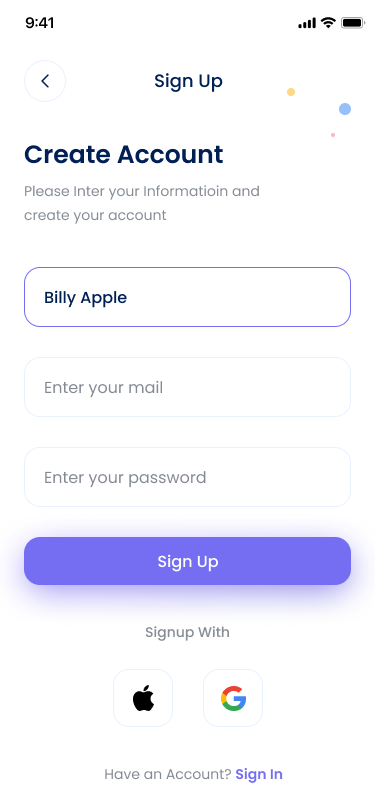 9:41
Sign Up
Create Account
Please Inter your Informatioin and
create your account
Billy Apple
Enter your mail
Enter your password
Sign Up
Signup With
Have an Account? Sign In